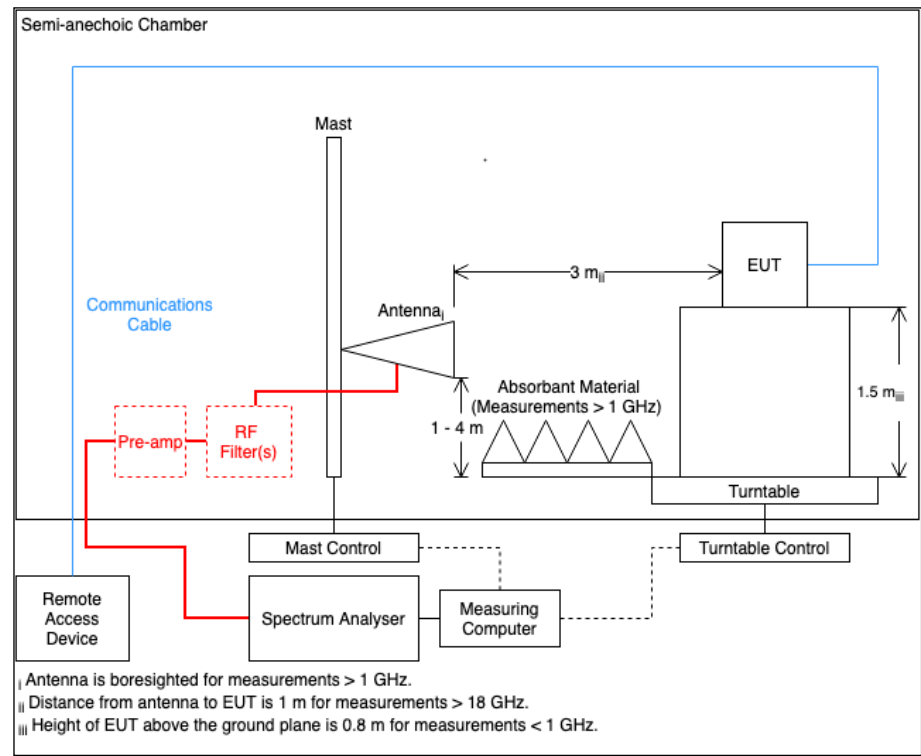 Semi-anechoic Chamber
Mast
EUT
3 m ii
Communications
Cable
Antenna i
Absorbant Material
(Measurements > 1 GHz)
1.5 m iii
1 - 4 m
Pre-amp
RF
Filter(s)
Turntable
Mast Control
Turntable Control
Remote
Access
Device
Spectrum Analyser
Measuring
Computer
i Antenna is boresighted for measurements > 1 GHz.
ii Distance from antenna to EUT is 1 m for measurements > 18 GHz.
iii Height of EUT above the ground plane is 0.8 m for measurements < 1 GHz.